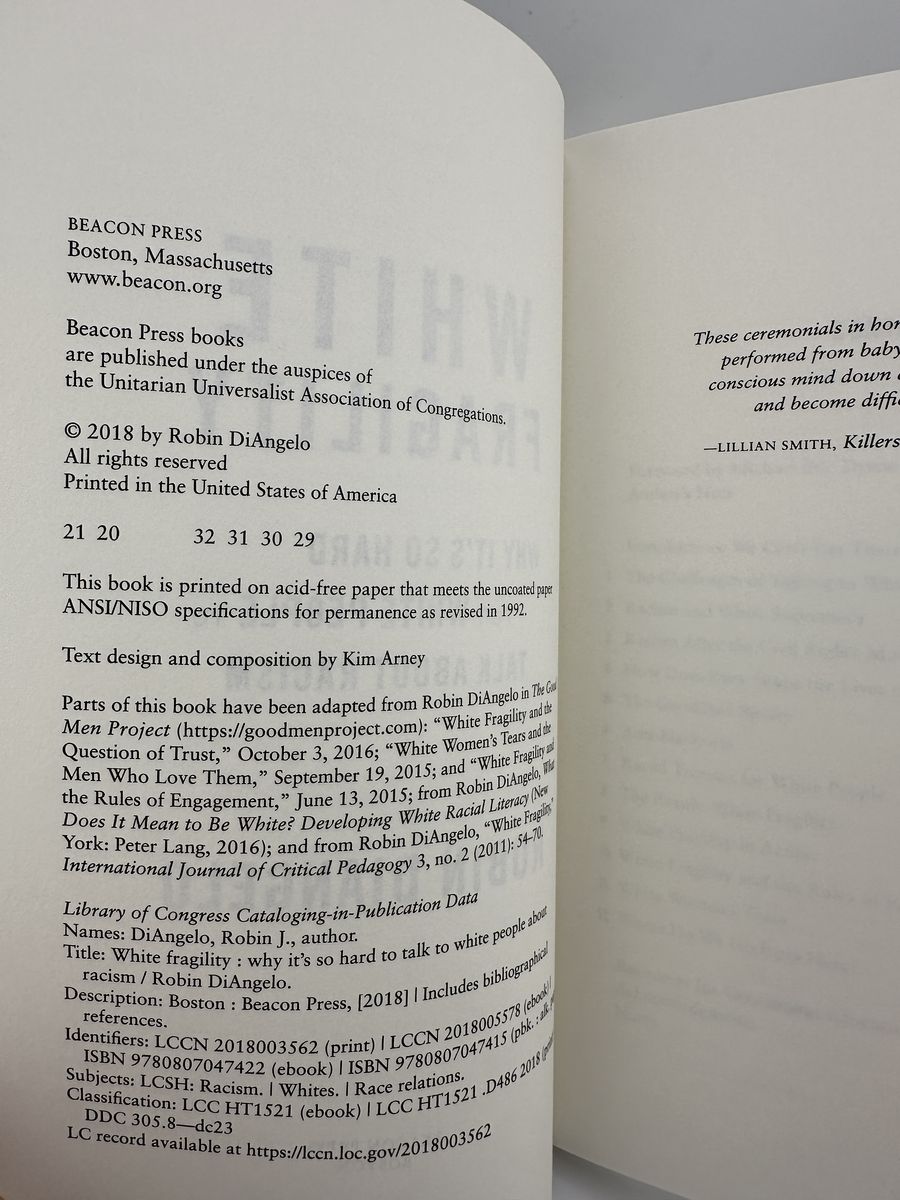 BEACON PRESS
Boston, Massachusetts
www.beacon.org
Beacon Press books
are published under the auspices of
the Unitarian Universalist Association of Congregations.
© 2018 by Robin DiAngelo
All rights reserved
Printed in the United States of America
21 20 32 31 30 29
This book is printed on acid-free paper that meets the uncoated paper
ANSI/NISO specifications for permanence as revised in 1992.
Text design and composition by Kim Arney
Parts of this book have been adapted from Robin DiAngelo in The Good
Men Project (https://goodmenproject.com): “White Fragility and the
Question of Trust,” October 3, 2016; “White Women’s Tears and the
Men Who Love Them,” September 19, 2015; and “White Fragility and
the Rules of Engagement,” June 13, 2015; from Robin DiAngelo, What
Does It Mean to Be White? Developing White Racial Literacy (New
York: Peter Lang, 2016); and from Robin DiAngelo, “White Fragility,”
International Journal of Critical Pedagogy 3, no. 2 (2011): 54–70.
Library of Congress Cataloging-in-Publication Data
Names: DiAngelo, Robin J., author.
Title: White fragility : why it’s so hard to talk to white people about
racism / Robin DiAngelo.
Description: Boston : Beacon Press, [2018] | Includes bibliographical
references.
Identifiers: LCCN 2018003562 (print) | LCCN 2018005578 (ebook) |
ISBN 9780807047422 (ebook) | ISBN 9780807047415 (pbk. : alk.
Subjects: LCSH: Racism. | Whites. | Race relations.
Classification: LCC HT1521 (ebook) | LCC HT1521 .D486 2018 (print)
DDC 305.8—dc23
LC record available at https://lccn.loc.gov/2018003562
These ceremonials in hon
performed from baby
conscious mind down
and become diffic
—LILLIAN SMITH, Killers